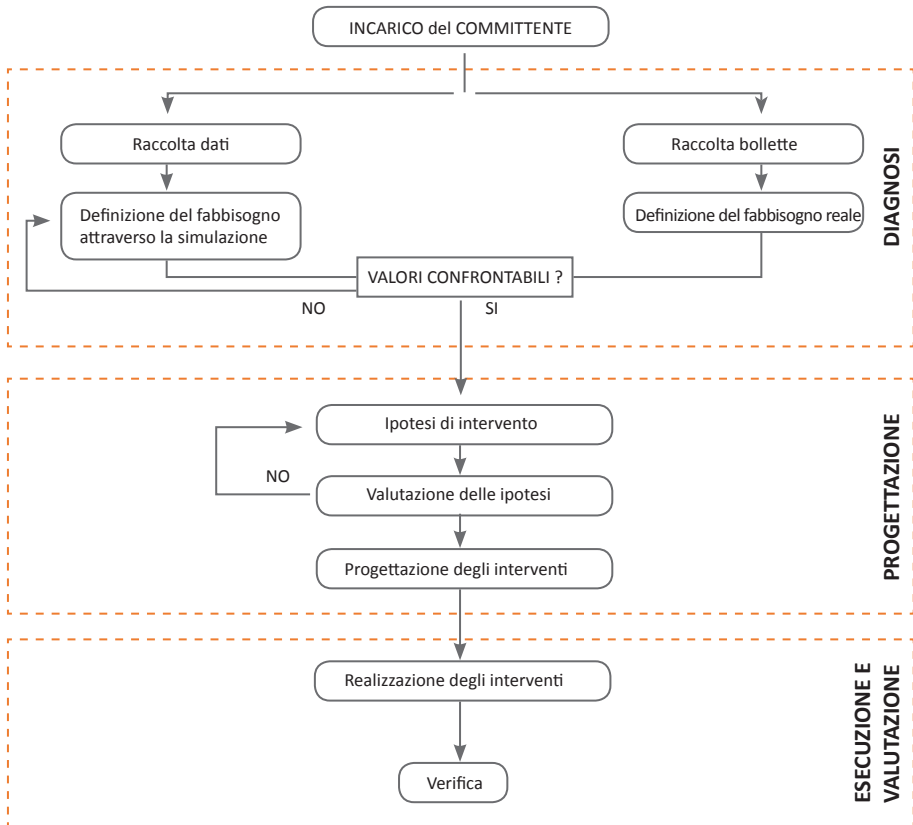 INCARICO del COMMITTENTE
Raccolta dati
Raccolta bollette
Definizione del fabbisogno
attraverso la simulazione
Definizione del fabbisogno reale
VALORI CONFRONTABILI ?
NO
SI
DIAGNOSI
Ipotesi di intervento
NO
Valutazione delle ipotesi
Progettazione degli interventi
PROGETTAZIONE
Realizzazione degli interventi
Verifica
ESECUZIONE E
VALUTAZIONE